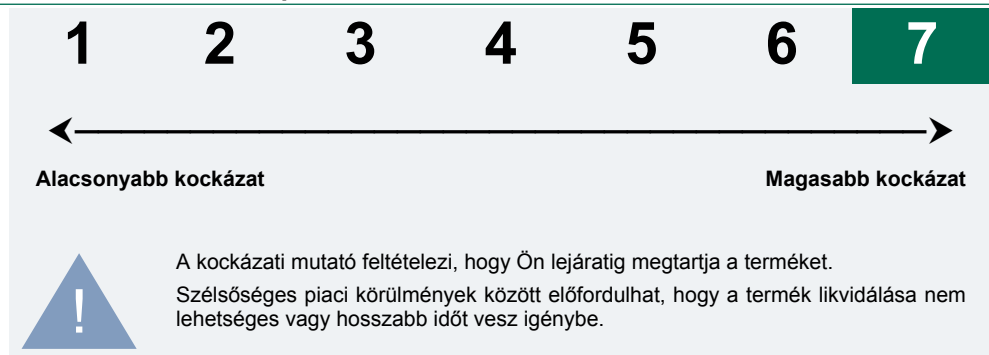 1 2 3 4 5 6 7
Alacsonyabb kockázat Magasabb kockázat
A kockázati mutató feltételezi, hogy Ön lejáratig megtartja a terméket.
Szélsőséges piaci körülmények között előfordulhat, hogy a termék likvidálása nem
lehetséges vagy hosszabb időt vesz igénybe.
!